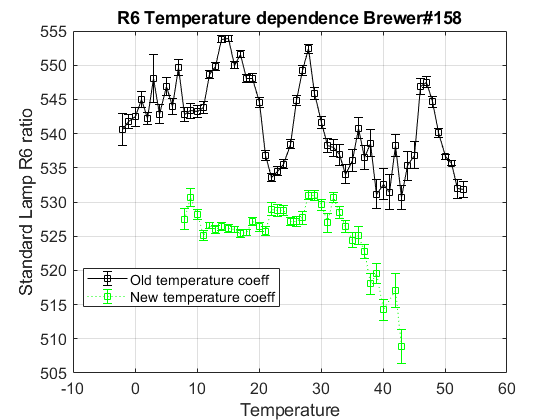 R6 Temperature dependence Brewer#158
Standard Lamp R6 ratio
555
550
545
540
535
530
525
520
515
510
505
Old temperature coeff
New temperature coeff
-10 0 10 20 30 40 50 60
Temperature